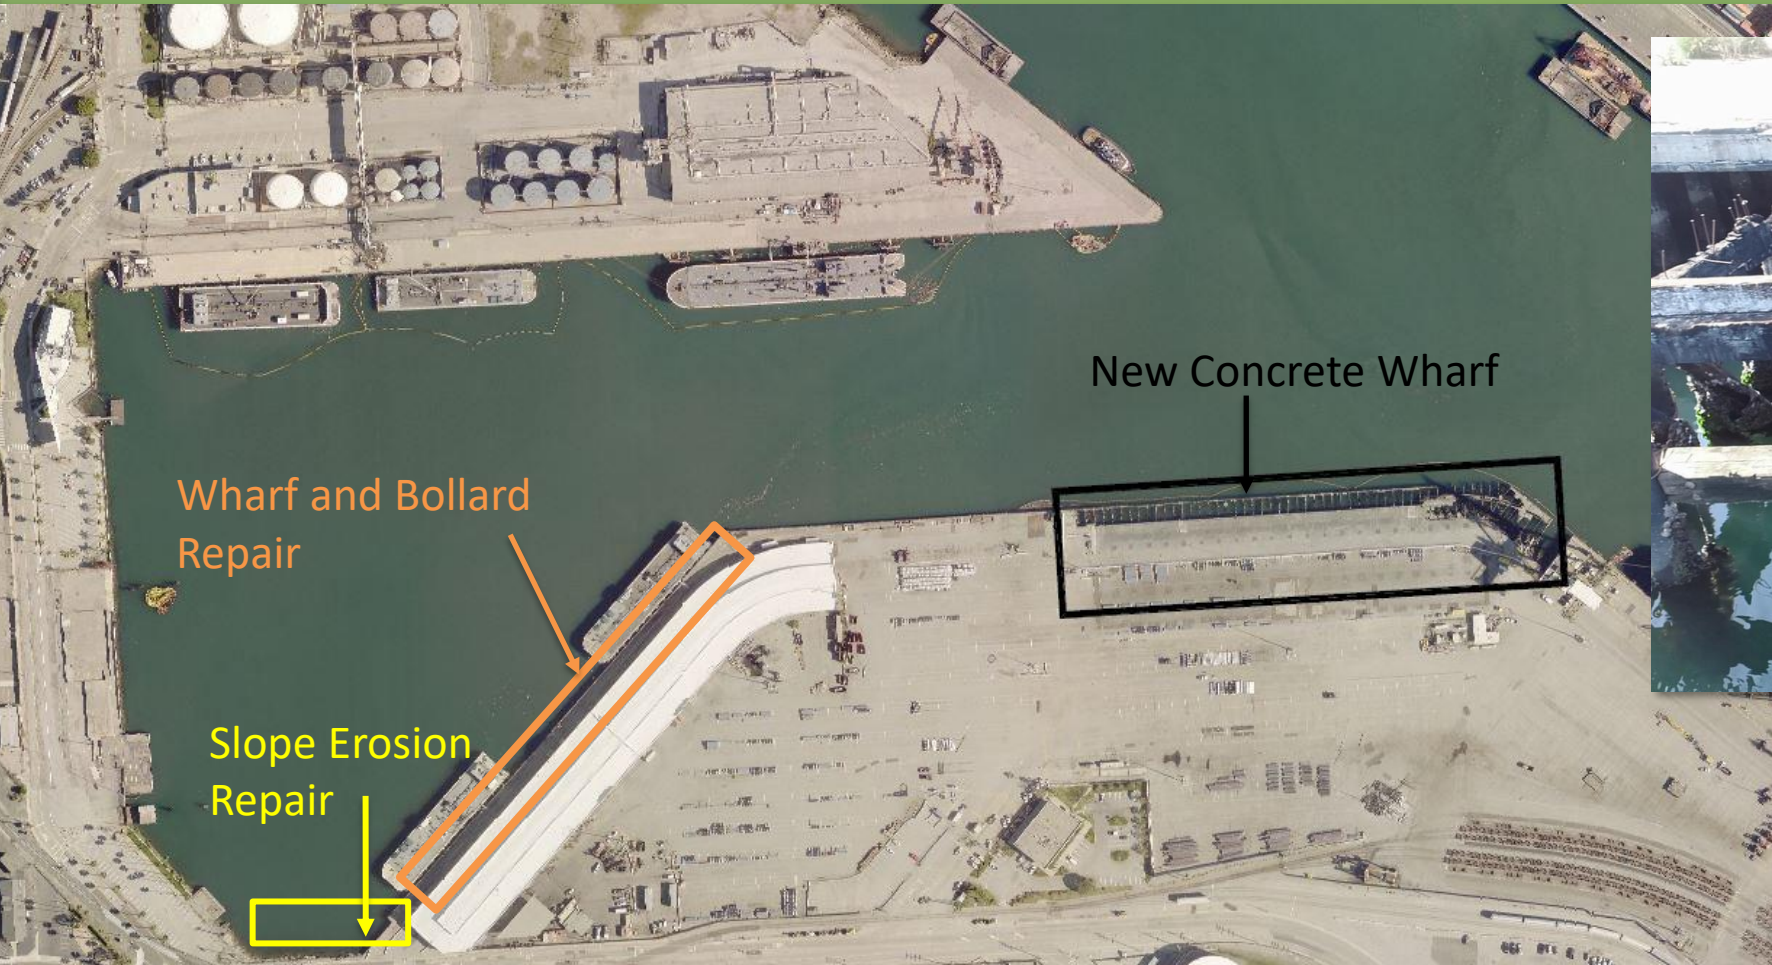 New Concrete Wharf
Wharf and Bollard
Repair
Slope Erosion
Repair